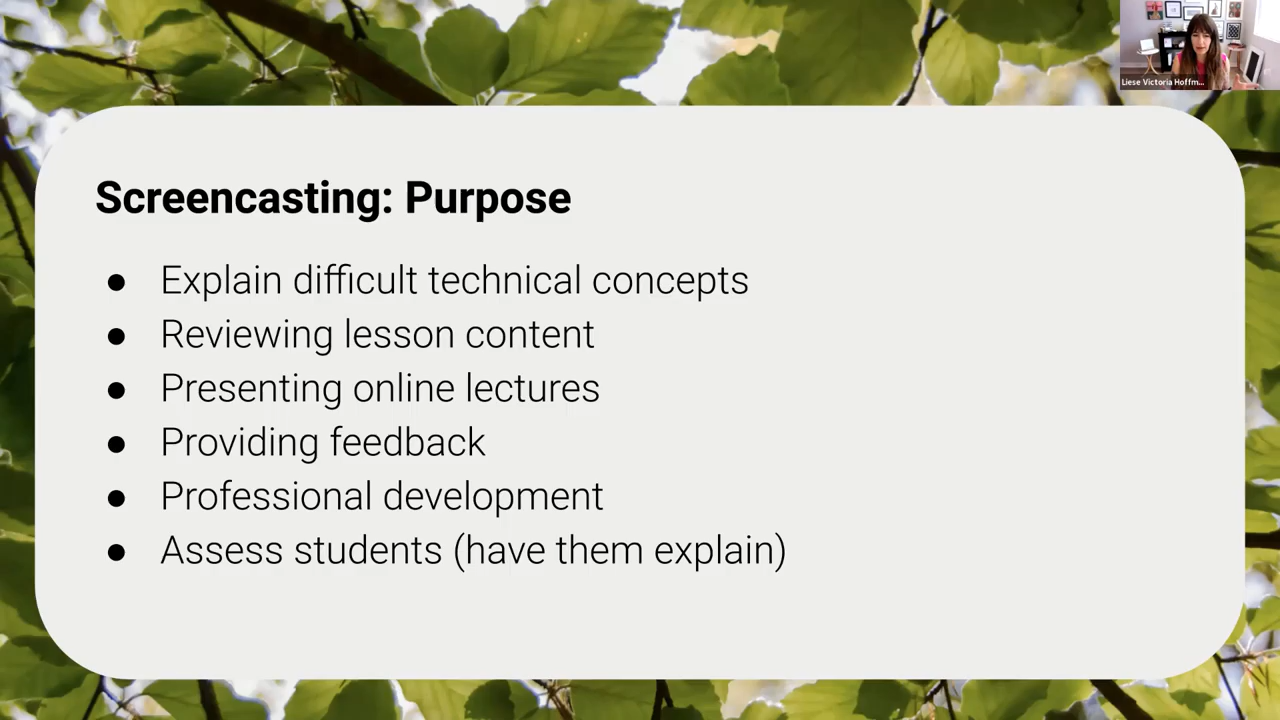 Liese Victoria Hoffm...
Screencasting: Purpose
● Explain difficult technical concepts
● Reviewing lesson content
● Presenting online lectures
● Providing feedback
● Professional development
● Assess students (have them explain)